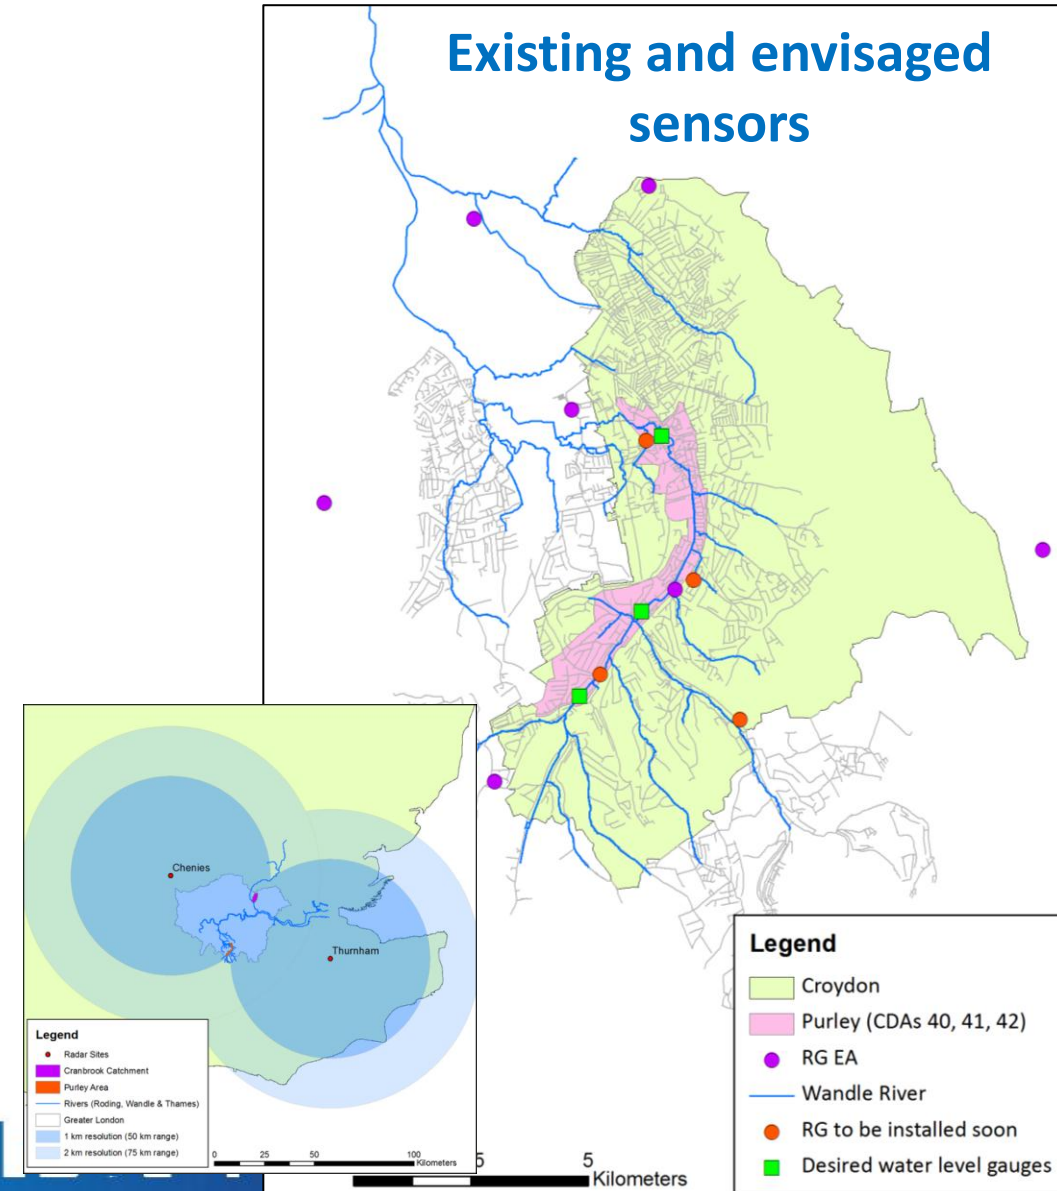 Existing and envisaged
sensors
Chenies
Thurnham
Legend
Radar Sites
Cranbrook Catchment
Purley Area
Rivers (Roding, Wandle & Thames)
Greater London
1 km resolution (50 km range)
2 km resolution (75 km range)
0 25 50 100
Kilometers
5 5
Kilometers
Legend
Croydon
Purley (CDAs 40, 41, 42)
RG EA
Wandle River
RG to be installed soon
Desired water level gauges